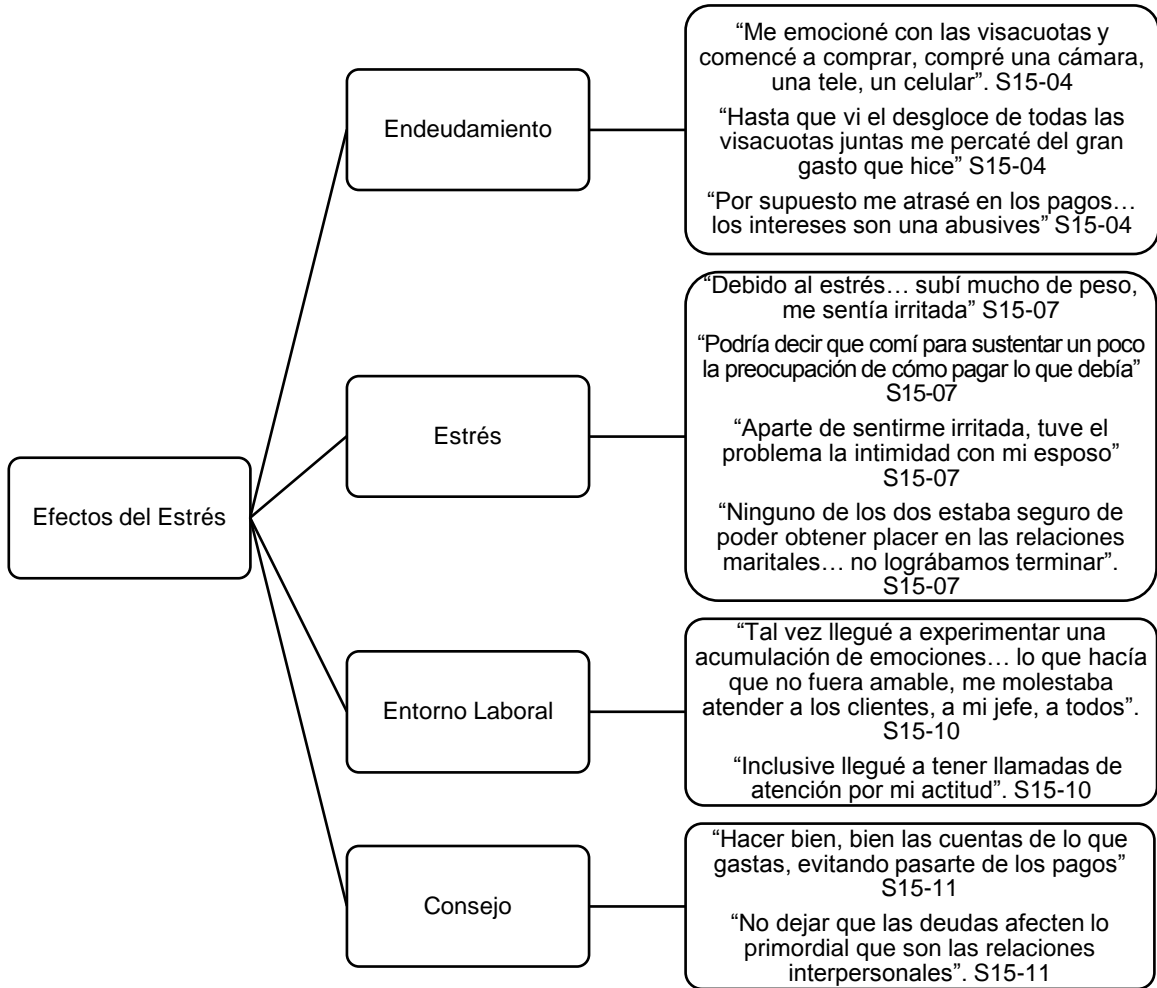 “Me emocioné con las visacuotas y
comencé a comprar, compré una cámara,
una tele, un celular”. S15-04
Endeudamiento
“Hasta que vi el desgloce de todas las
visacuotas juntas me percaté del gran
gasto que hice” S15-04
“Por supuesto me atrasé en los pagos…
los intereses son una abusives” S15-04
“Debido al estrés… subí mucho de peso,
me sentía irritada” S15-07
“Podría decir que comí para sustentar un poco
la preocupación de cómo pagar lo que debía”
S15-07
Estrés
“Aparte de sentirme irritada, tuve el
problema la intimidad con mi esposo”
S15-07
Efectos del Estrés
“Ninguno de los dos estaba seguro de
poder obtener placer en las relaciones
maritales… no lográbamos terminar”.
S15-07
“Tal vez llegué a experimentar una
acumulación de emociones… lo que hacía
que no fuera amable, me molestaba
atender a los clientes, a mi jefe, a todos”.
S15-10
Entorno Laboral
“Inclusive llegué a tener llamadas de
atención por mi actitud”. S15-10
“Hacer bien, bien las cuentas de lo que
gastas, evitando pasarte de los pagos”
S15-11
Consejo
“No dejar que las deudas afecten lo
primordial que son las relaciones
interpersonales”. S15-11